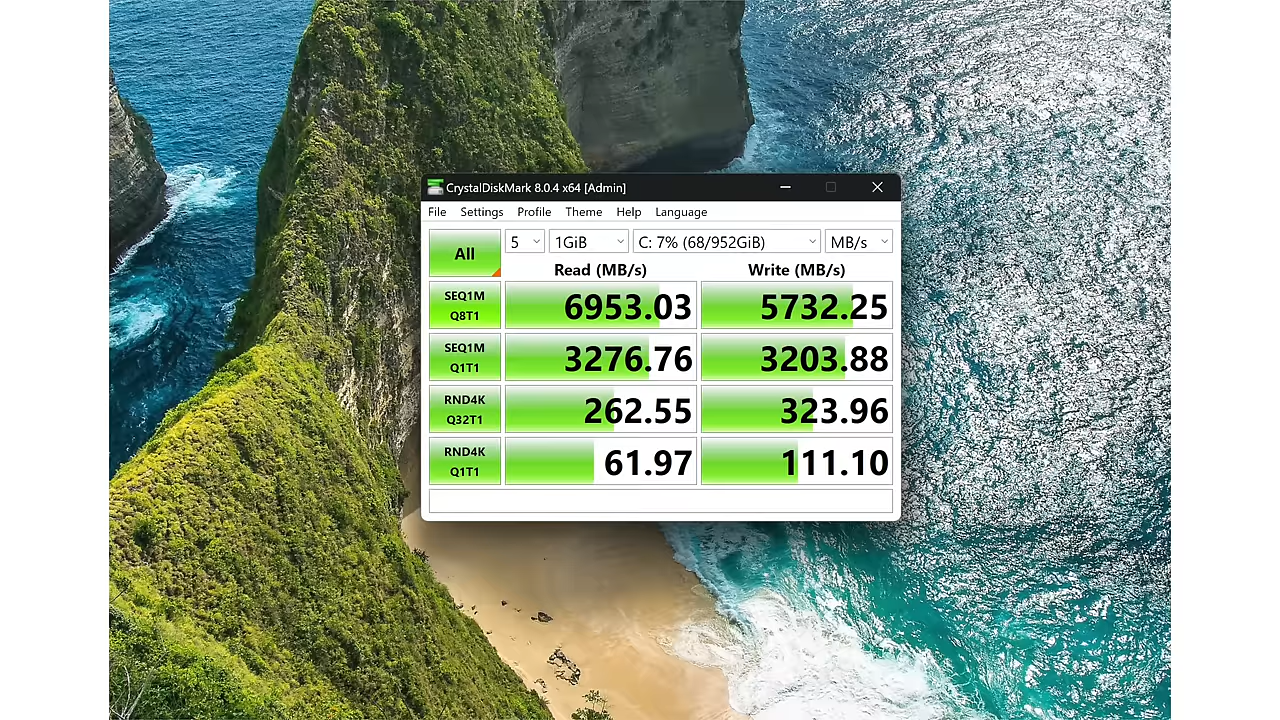 CrystalDiskMark 8.0.4 x64 [Admin]
File Settings Profile Theme Help Language
All 5 1GiB C: 7% (68/952GiB) MB/s
Read (MB/s) Write (MB/s)
SEQ1M Q8T1 6953.03 5732.25
SEQ1M Q1T1 3276.76 3203.88
RND4K Q32T1 262.55 323.96
RND4K Q1T1 61.97 111.10